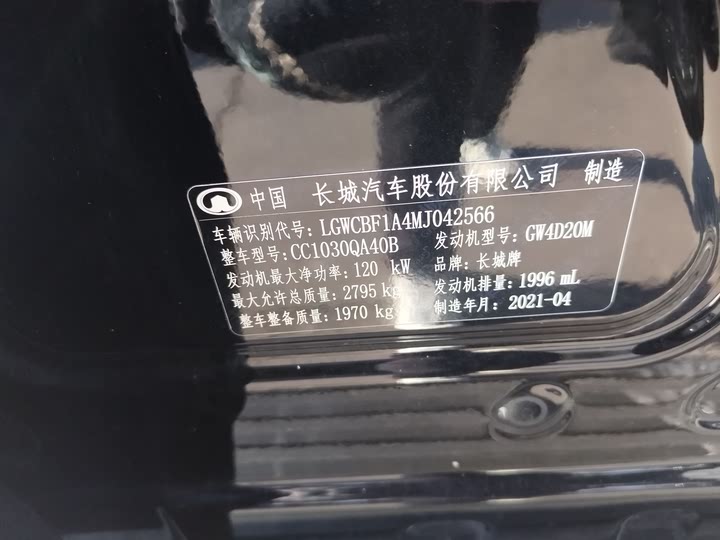 中国 长城汽车股份有限公司 制造
车辆识别代号：LGWCBF1A4MJ042566
整车型号：CC1030QA40B 发动机型号：GW4D20M
发动机最大净功率：120 kW 品牌：长城牌
最大允许总质量：2795 kg 发动机排量：1996 mL
整车整备质量：1970 kg 制造年月：2021-04